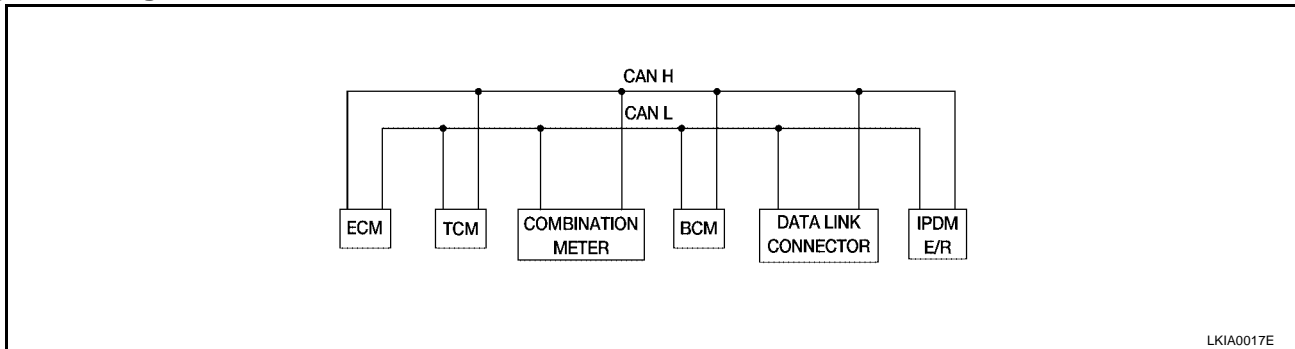 CAN H
CAN L
ECM
TCM
COMBINATION
METER
BCM
DATA LINK
CONNECTOR
IPDM
E/R
LKIA0017E